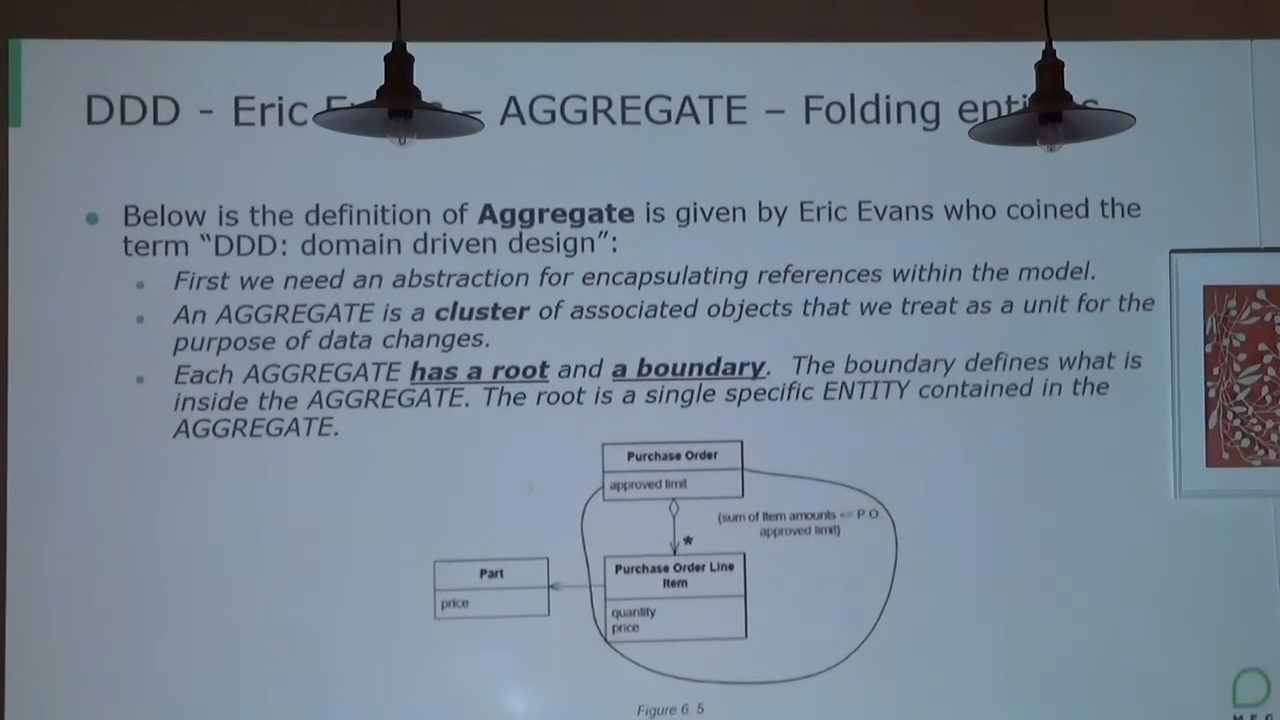 DDD - Eric – AGGREGATE – Folding
Below is the definition of Aggregate is given by Eric Evans who coined the
term “DDD: domain driven design”:
First we need an abstraction for encapsulating references within the model.
An AGGREGATE is a cluster of associated objects that we treat as a unit for the
purpose of data changes.
Each AGGREGATE has a root and a boundary. The boundary defines what is
inside the AGGREGATE. The root is a single specific ENTITY contained in the
AGGREGATE.
Purchase Order
approved limit
{sum of Item amounts <= P.O.
approved limit}
*
Part
price
Purchase Order Line
Item
quantity
price
Figure 6 5